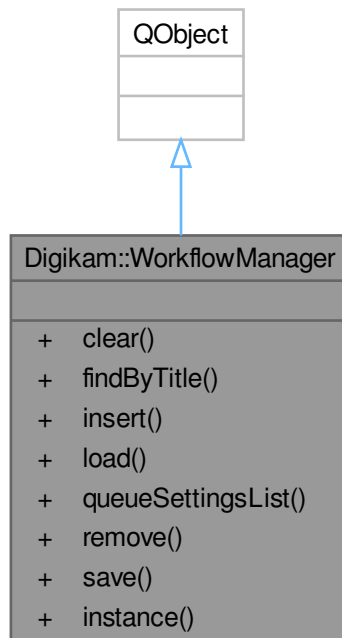 QObject
Digikam::WorkflowManager
+ clear()
+ findByTitle()
+ insert()
+ load()
+ queueSettingsList()
+ remove()
+ save()
+ instance()